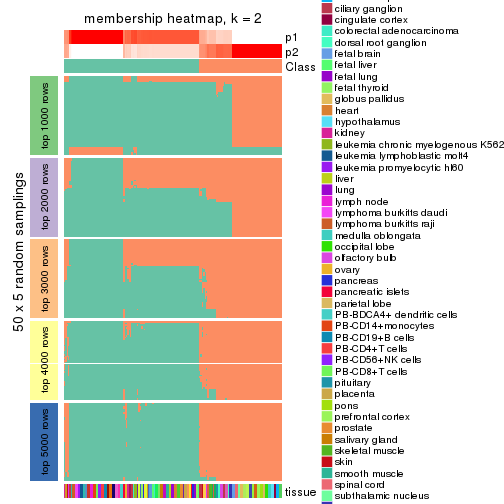 membership heatmap, k = 2
p1
p2
Class
50 x 5 random samplings
top 1000 rows
top 2000 rows
top 3000 rows
top 4000 rows
top 5000 rows
tissue
ciliary ganglion
cingulate cortex
colorectal adenocarcinoma
dorsal root ganglion
fetal brain
fetal liver
fetal lung
fetal thyroid
globus pallidus
heart
hypothalamus
kidney
leukemia chronic myelogenous K562
leukemia lymphoblastic molt4
leukemia promyelocytic hl60
liver
lung
lymph node
lymphoma burkitts daudi
lymphoma burkitts raji
medulla oblongata
occipital lobe
olfactory bulb
ovary
pancreas
pancreatic islets
parietal lobe
PB-BDCA4+ dendritic cells
PB-CD14+monocytes
PB-CD19+B cells
PB-CD4+T cells
PB-CD56+NK cells
PB-CD8+T cells
pituitary
placenta
pons
prefrontal cortex
prostate
salivary gland
skeletal muscle
skin
smooth muscle
spinal cord
subthalamic nucleus